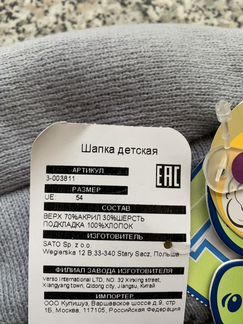 Шапка детская
АРТИКУЛ
3-003811
EAC
РАЗМЕР
UE 54
СОСТАВ
ВЕРХ 70%АКРИЛ 30%ШЕРСТЬ
ПОДКЛАДКА 100%ХЛОПОК
ИЗГОТОВИТЕЛЬ
SATO Sp. z o.o
Wegierska 12 B,33-340 Stary Sacz, Польша
ФИЛИАЛ ЗАВОДА ИЗГОТОВИТЕЛЯ
Verso international, NO. 32 xinxing street,
Xiangyang town, Qidong city, Jiangsu, Китай
ИМПОРТЕР
ООО Купишуз, Варшавское шоссе д.9, стр
1Б, Москва, 117105, Российская Федерация